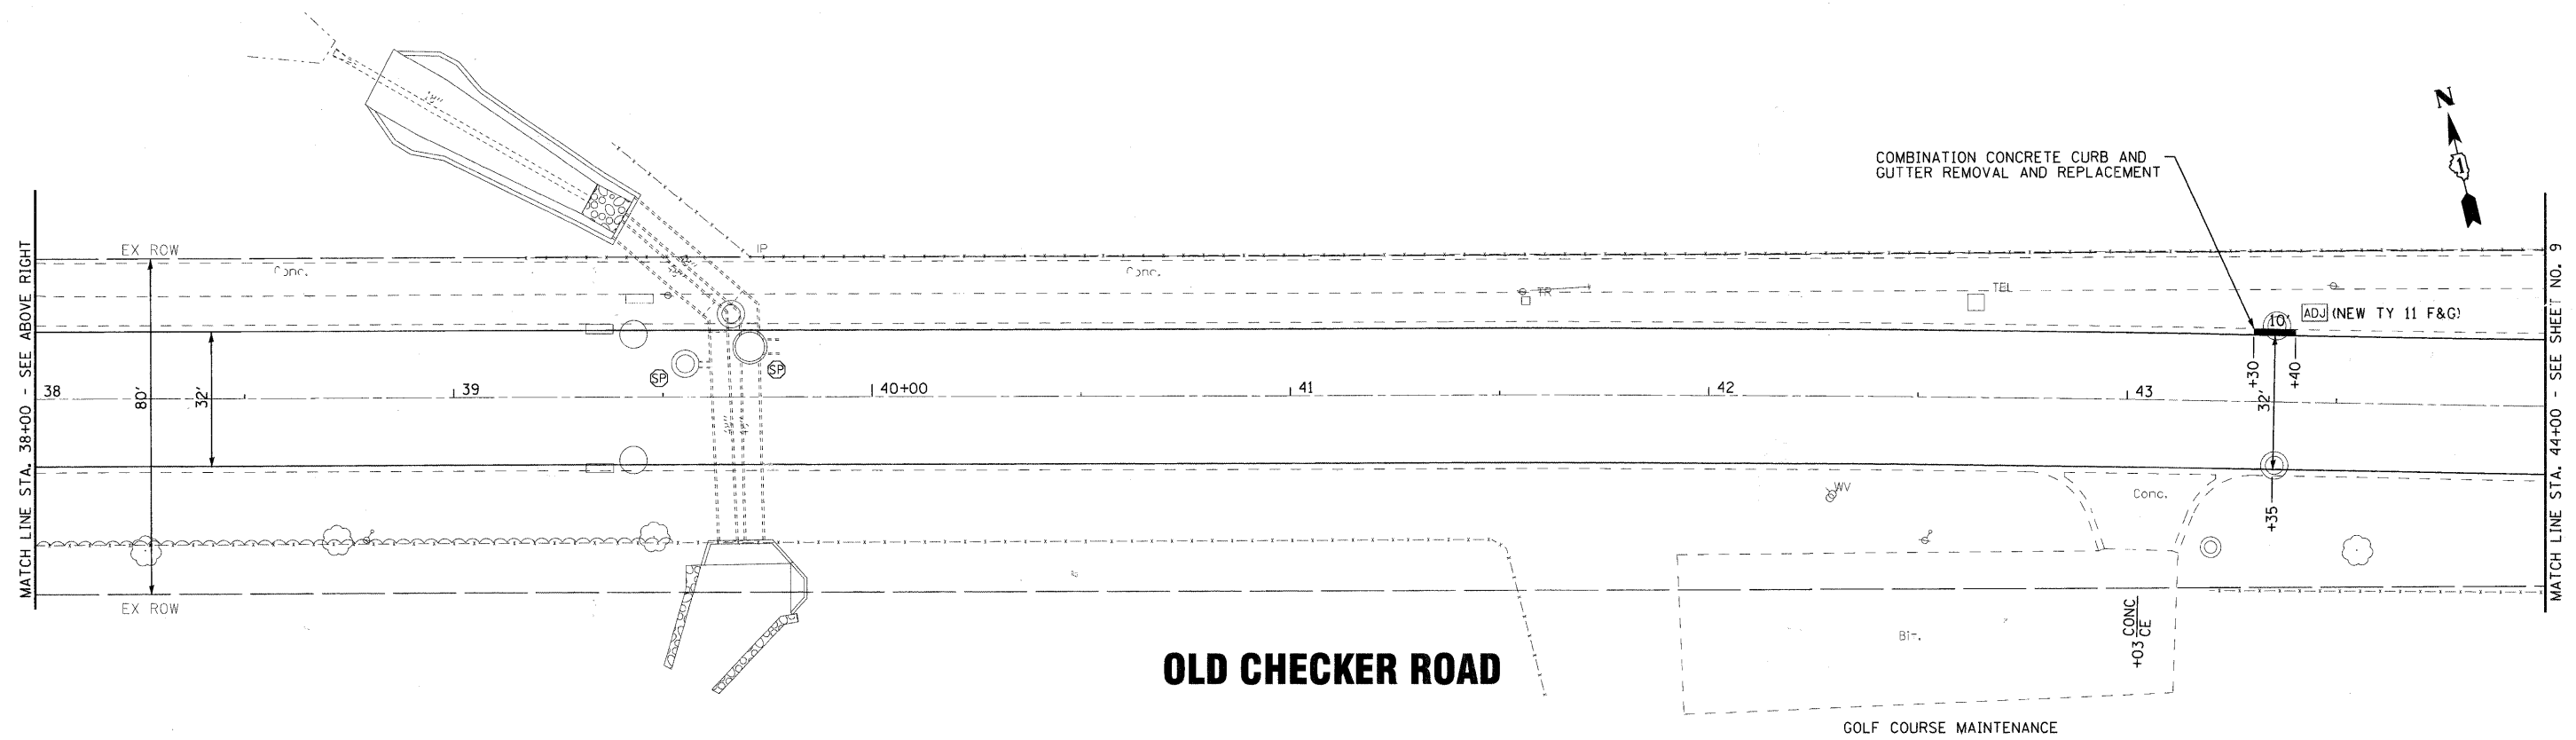 N
1
COMBINATION CONCRETE CURB AND
GUTTER REMOVAL AND REPLACEMENT
MATCH LINE STA. 38+00 - SEE ABOVE RIGHT
EX ROW
IP
Conc.
Conc.
TR
TEL
10'
ADJ (NEW TY 11 F&G)
SP
SP
38
39
40+00
41
42
43
80'
32'
+30
32'
+40
WV
Conc.
+35
EX ROW
+03 CONC
CE
Bit.
OLD CHECKER ROAD
GOLF COURSE MAINTENANCE
MATCH LINE STA. 44+00 - SEE SHEET NO. 9